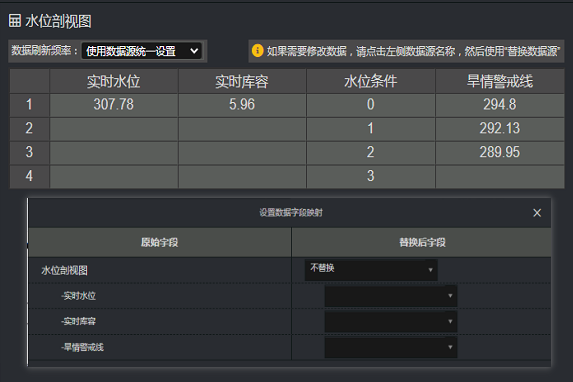 水位剖视图
数据刷新频率： 使用数据源统一设置
如果需要修改数据，请点击左侧数据源名称，然后使用“替换数据源”
实时水位 实时库容 水位条件 旱情警戒线
1 307.78 5.96 0 294.8
2 1 292.13
3 2 289.95
4 3
设置数据字段映射
原始字段 替换后字段
水位剖视图 不替换
-实时水位
-实时库容
-旱情警戒线